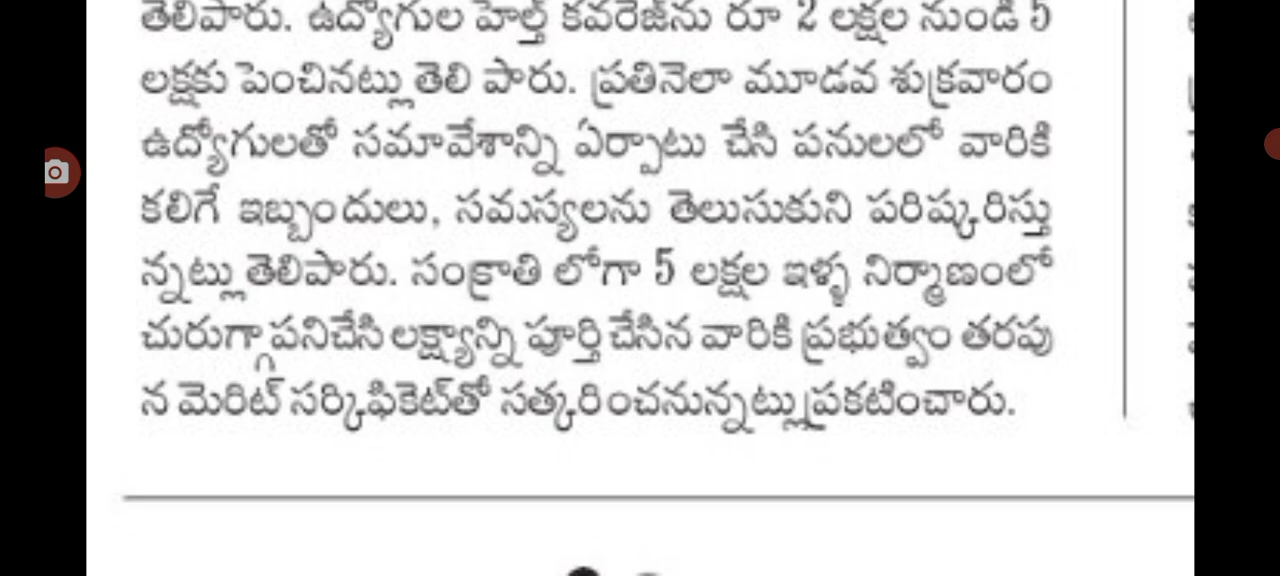 తెలిపారు. ఉద్యోగుల హెల్త్ కవరేజ్‌ను రూ 2 లక్షల నుండి 5
లక్షకు పెంచినట్లు తెలి పారు. ప్రతినెలా మూడవ శుక్రవారం
ఉద్యోగులతో సమావేశాన్ని ఏర్పాటు చేసి పనులలో వారికి
కలిగే ఇబ్బందులు, సమస్యలను తెలుసుకుని పరిష్కరిస్తు
న్నట్లు తెలిపారు. సంక్రాతి లోగా 5 లక్షల ఇళ్ళ నిర్మాణంలో
చురుగ్గా పనిచేసి లక్ష్యాన్ని పూర్తి చేసిన వారికి ప్రభుత్వం తరపు
న మెరిట్ సర్కిఫికెట్‌తో సత్కరించనున్నట్లు ప్రకటించారు.